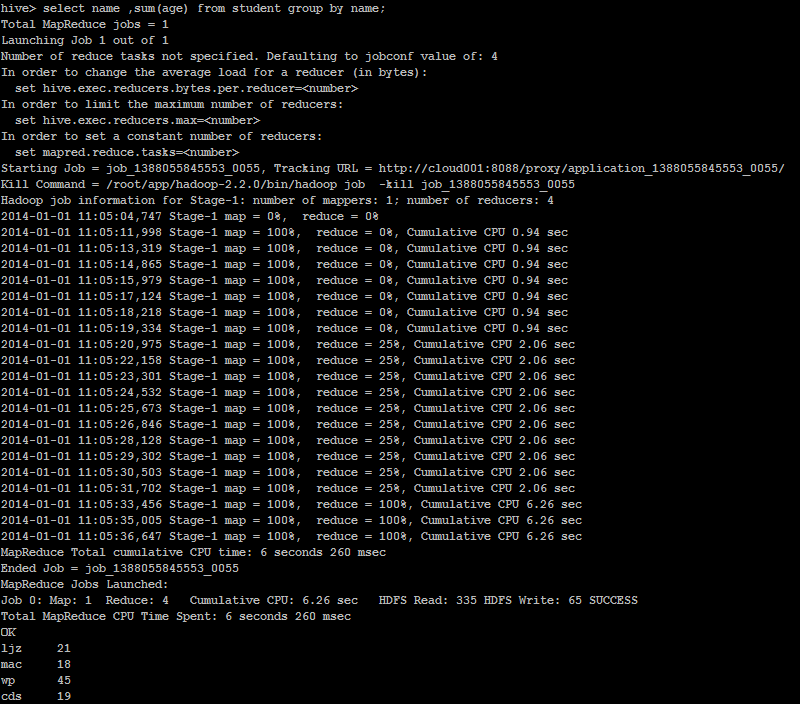 hive> select name ,sum(age) from student group by name;
Total MapReduce jobs = 1
Launching Job 1 out of 1
Number of reduce tasks not specified. Defaulting to jobconf value of: 4
In order to change the average load for a reducer (in bytes):
  set hive.exec.reducers.bytes.per.reducer=<number>
In order to limit the maximum number of reducers:
  set hive.exec.reducers.max=<number>
In order to set a constant number of reducers:
  set mapred.reduce.tasks=<number>
Starting Job = job_1388055845553_0055, Tracking URL = http://cloud001:8088/proxy/application_1388055845553_0055/
Kill Command = /root/app/hadoop-2.2.0/bin/hadoop job  -kill job_1388055845553_0055
Hadoop job information for Stage-1: number of mappers: 1; number of reducers: 4
2014-01-01 11:05:04,747 Stage-1 map = 0%,  reduce = 0%
2014-01-01 11:05:11,998 Stage-1 map = 100%,  reduce = 0%, Cumulative CPU 0.94 sec
2014-01-01 11:05:13,319 Stage-1 map = 100%,  reduce = 0%, Cumulative CPU 0.94 sec
2014-01-01 11:05:14,865 Stage-1 map = 100%,  reduce = 0%, Cumulative CPU 0.94 sec
2014-01-01 11:05:15,979 Stage-1 map = 100%,  reduce = 0%, Cumulative CPU 0.94 sec
2014-01-01 11:05:17,124 Stage-1 map = 100%,  reduce = 0%, Cumulative CPU 0.94 sec
2014-01-01 11:05:18,218 Stage-1 map = 100%,  reduce = 0%, Cumulative CPU 0.94 sec
2014-01-01 11:05:19,334 Stage-1 map = 100%,  reduce = 0%, Cumulative CPU 0.94 sec
2014-01-01 11:05:20,975 Stage-1 map = 100%,  reduce = 25%, Cumulative CPU 2.06 sec
2014-01-01 11:05:22,158 Stage-1 map = 100%,  reduce = 25%, Cumulative CPU 2.06 sec
2014-01-01 11:05:23,301 Stage-1 map = 100%,  reduce = 25%, Cumulative CPU 2.06 sec
2014-01-01 11:05:24,532 Stage-1 map = 100%,  reduce = 25%, Cumulative CPU 2.06 sec
2014-01-01 11:05:25,673 Stage-1 map = 100%,  reduce = 25%, Cumulative CPU 2.06 sec
2014-01-01 11:05:26,846 Stage-1 map = 100%,  reduce = 25%, Cumulative CPU 2.06 sec
2014-01-01 11:05:28,128 Stage-1 map = 100%,  reduce = 25%, Cumulative CPU 2.06 sec
2014-01-01 11:05:29,302 Stage-1 map = 100%,  reduce = 25%, Cumulative CPU 2.06 sec
2014-01-01 11:05:30,503 Stage-1 map = 100%,  reduce = 25%, Cumulative CPU 2.06 sec
2014-01-01 11:05:31,702 Stage-1 map = 100%,  reduce = 25%, Cumulative CPU 2.06 sec
2014-01-01 11:05:33,456 Stage-1 map = 100%,  reduce = 100%, Cumulative CPU 6.26 sec
2014-01-01 11:05:35,005 Stage-1 map = 100%,  reduce = 100%, Cumulative CPU 6.26 sec
2014-01-01 11:05:36,647 Stage-1 map = 100%,  reduce = 100%, Cumulative CPU 6.26 sec
MapReduce Total cumulative CPU time: 6 seconds 260 msec
Ended Job = job_1388055845553_0055
MapReduce Jobs Launched:
Job 0: Map: 1  Reduce: 4   Cumulative CPU: 6.26 sec   HDFS Read: 335 HDFS Write: 65 SUCCESS
Total MapReduce CPU Time Spent: 6 seconds 260 msec
OK
ljz     21
mac     18
wp      45
cds     19